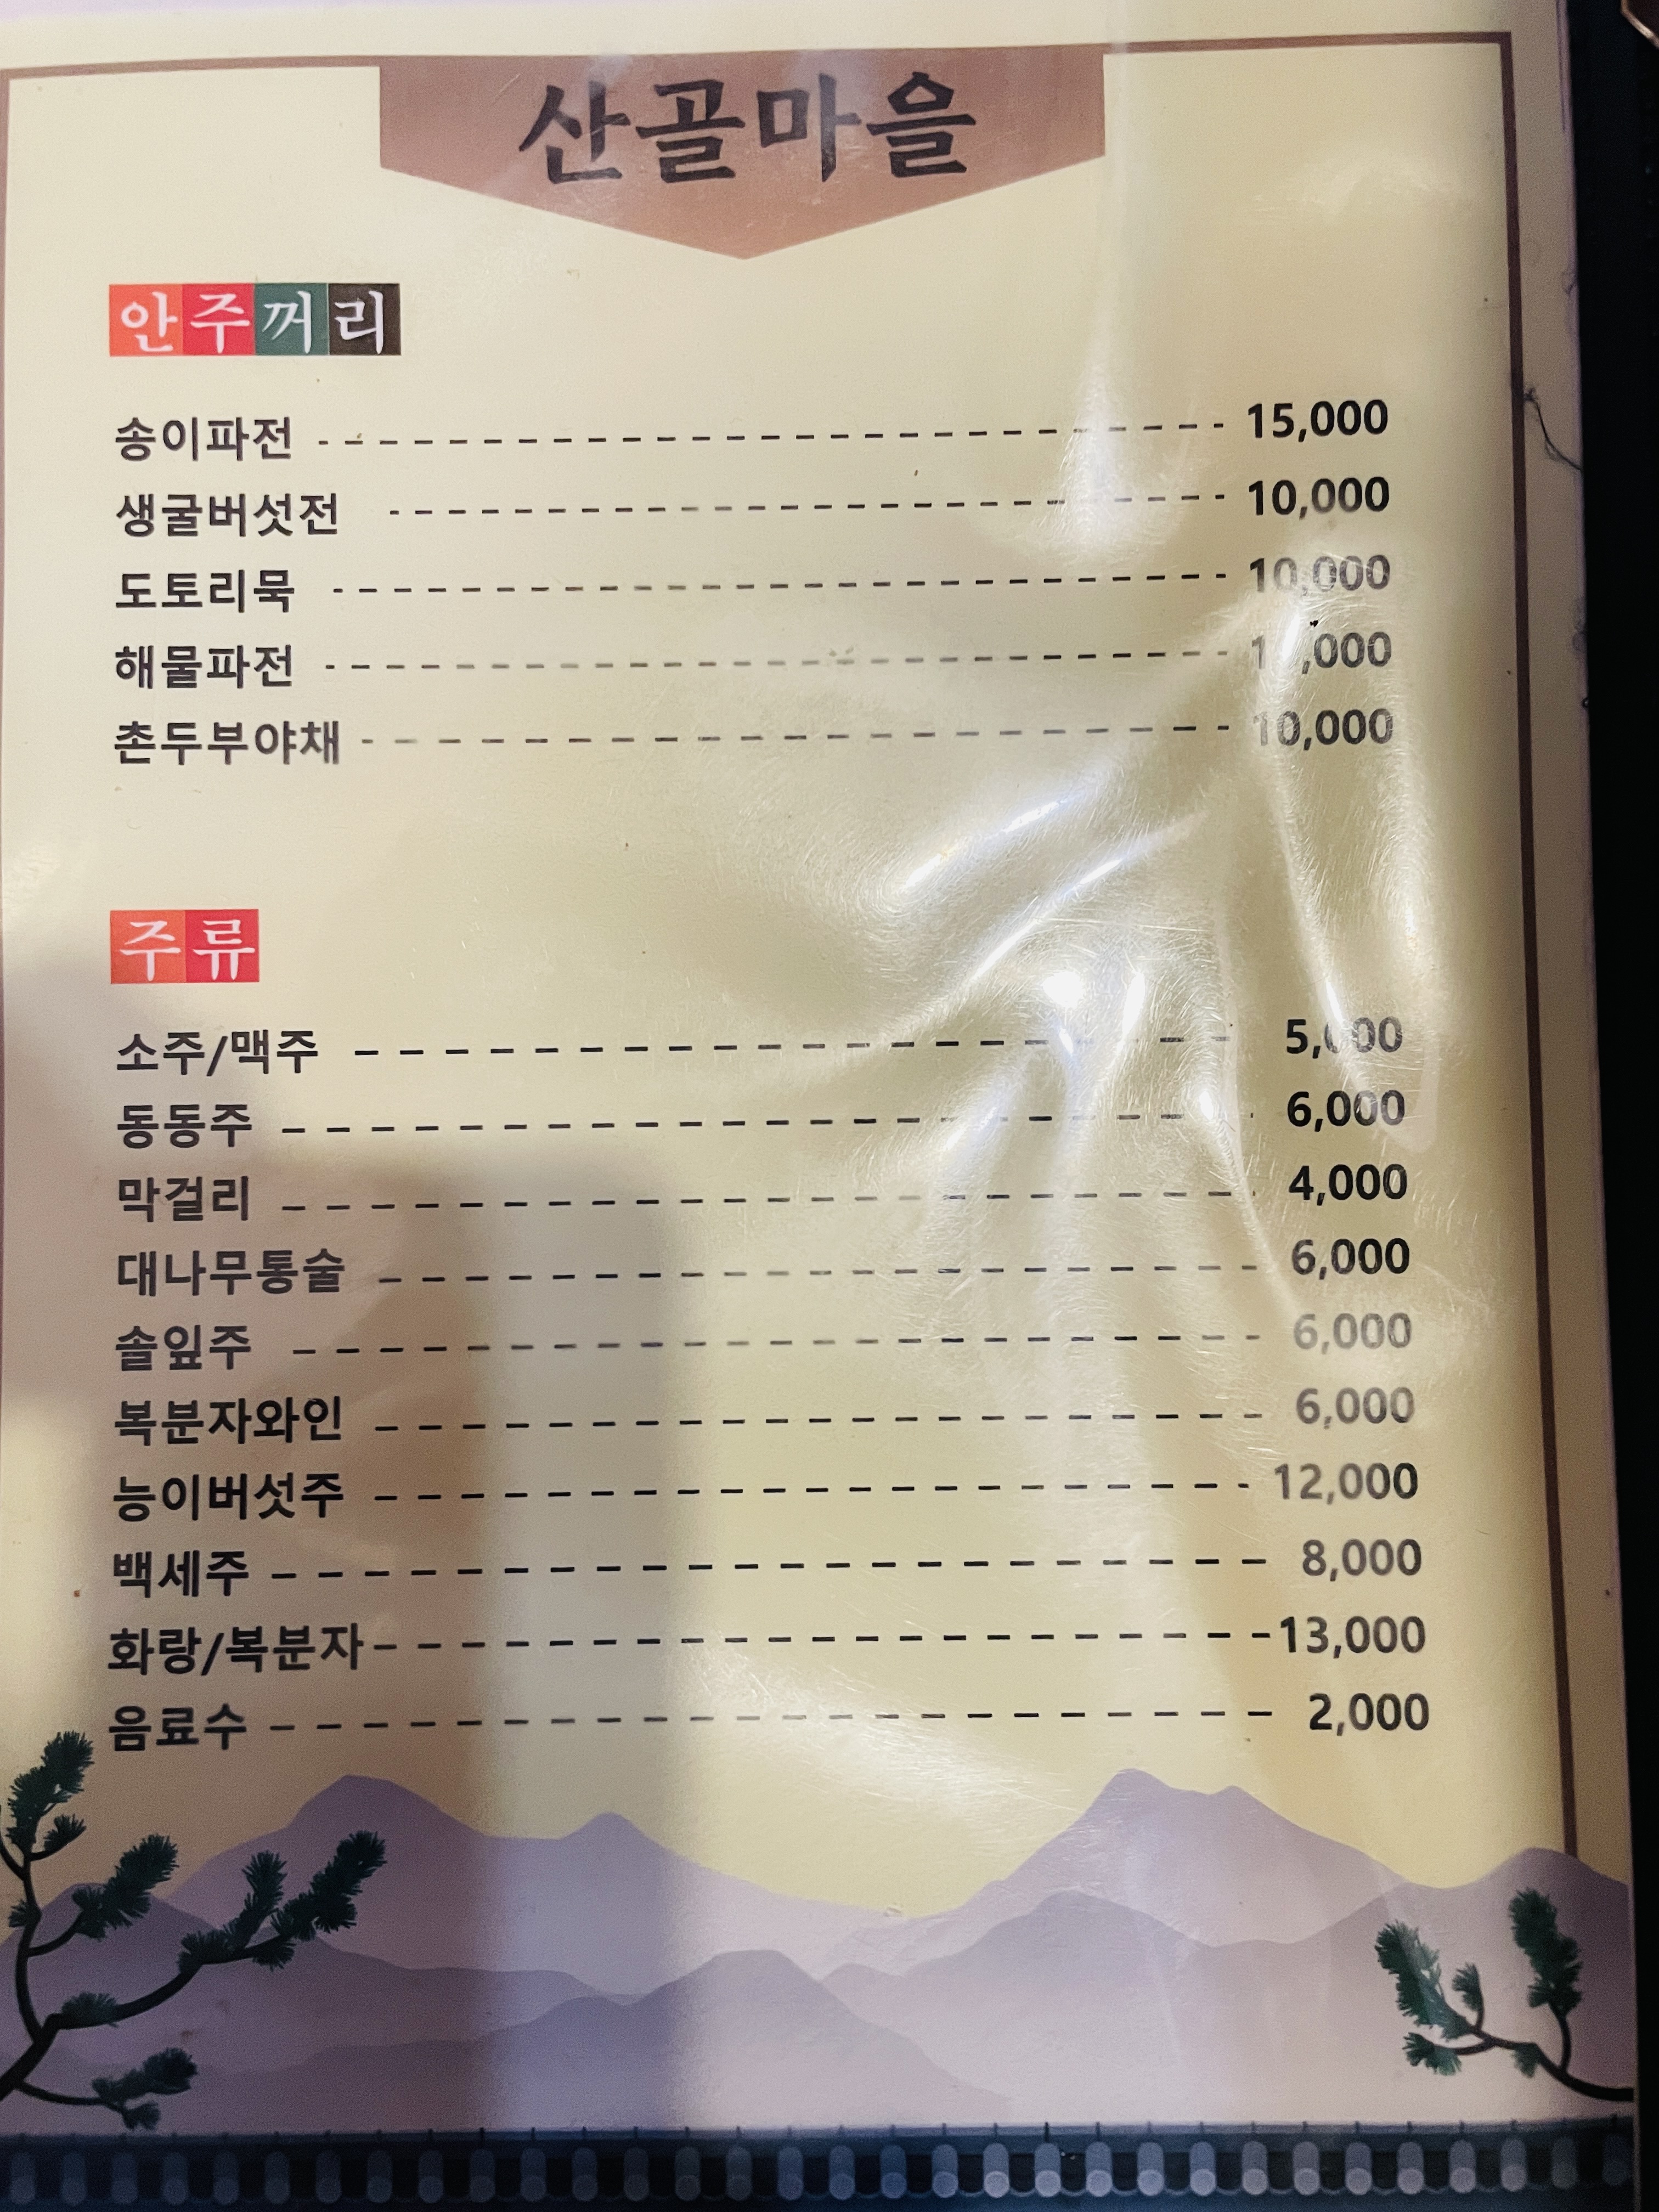 산골마을
안주꺼리
송이파전 15,000
생굴버섯전 10,000
도토리묵 10,000
해물파전
촌두부야채 10,000
주류
소주/맥주 5,000
동동주 6,000
막걸리 4,000
대나무통술 6,000
솔잎주 6,000
복분자와인 6,000
능이버섯주 12,000
백세주 8,000
화랑/복분자 13,000
음료수 2,000